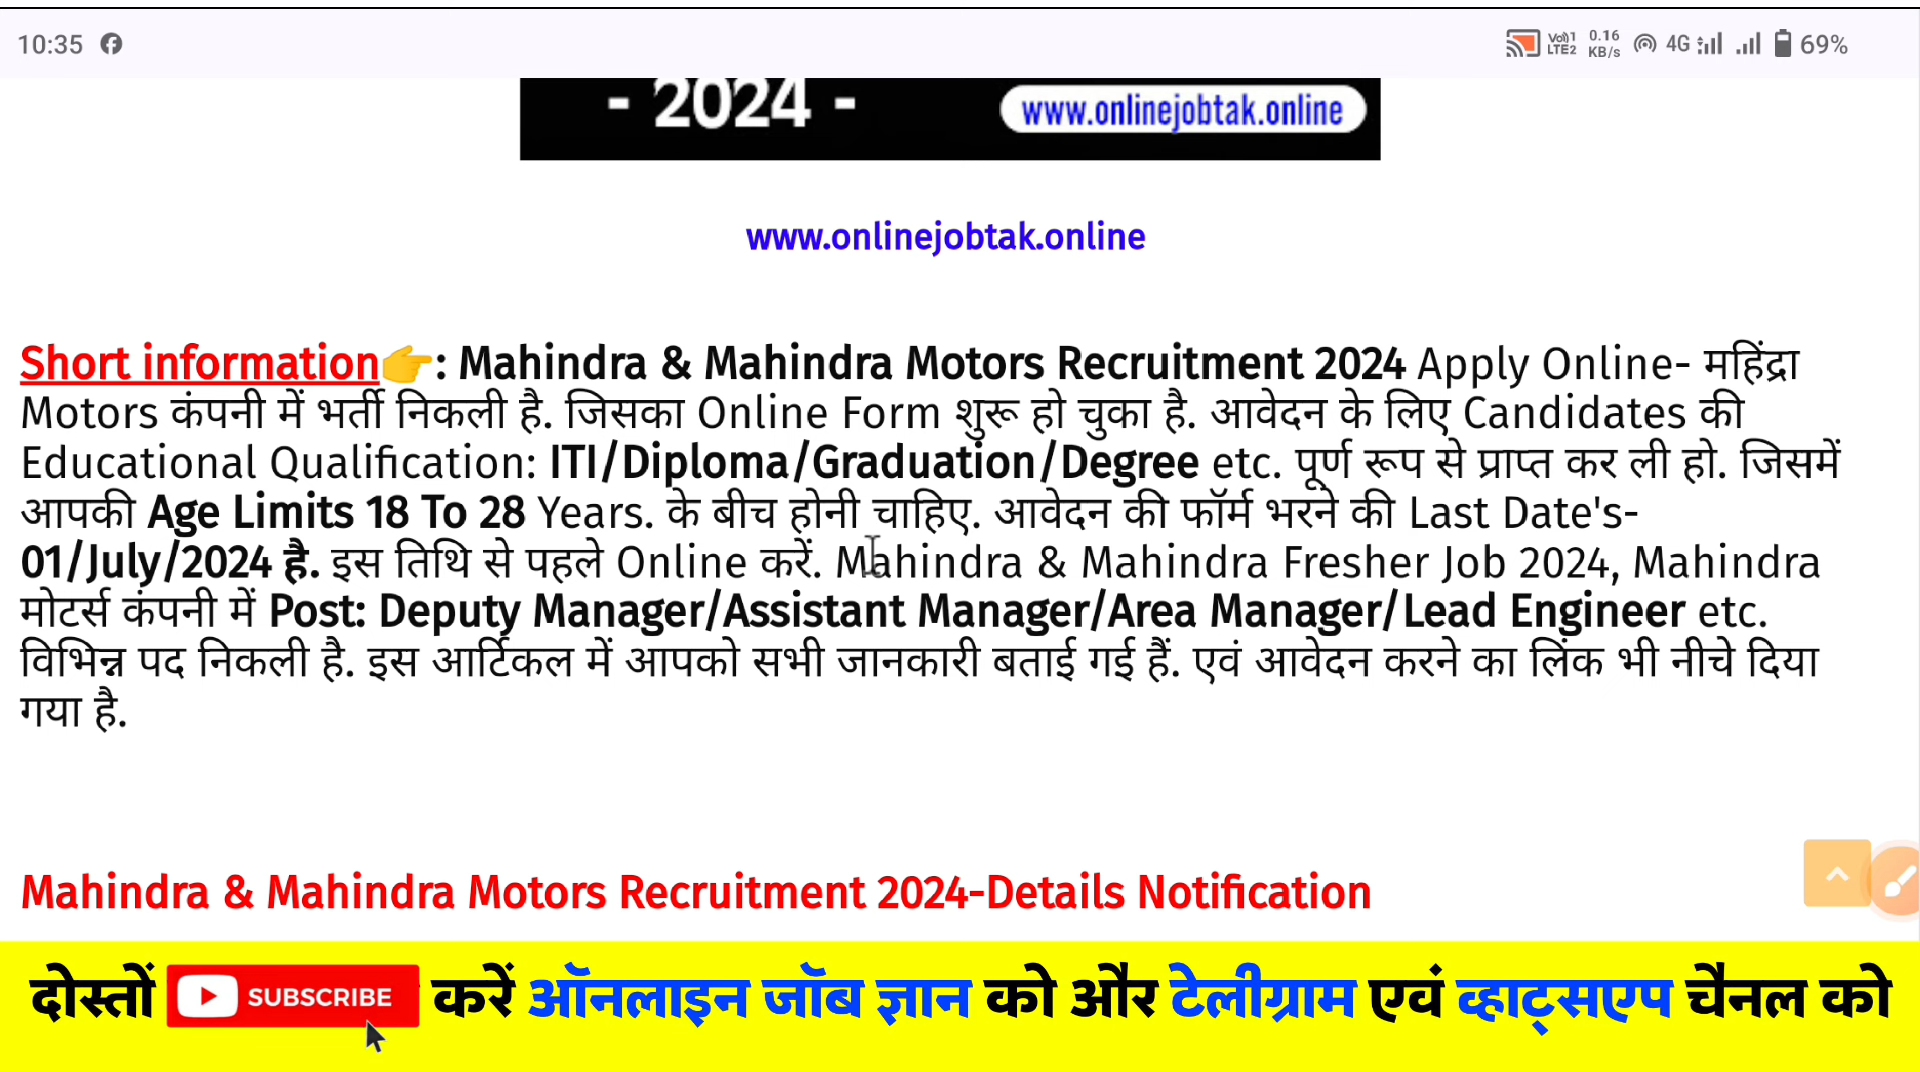 10:35 Vo1 LTE2 0.16 KB/s 4G 69%
- 2024 - www.onlinejobtak.online
www.onlinejobtak.online
Short information👉: Mahindra & Mahindra Motors Recruitment 2024 Apply Online- महिंद्रा
Motors कंपनी में भर्ती निकली है. जिसका Online Form शुरू हो चुका है. आवेदन के लिए Candidates की
Educational Qualification: ITI/Diploma/Graduation/Degree etc. पूर्ण रूप से प्राप्त कर ली हो. जिसमें
आपकी Age Limits 18 To 28 Years. के बीच होनी चाहिए. आवेदन की फॉर्म भरने की Last Date's-
01/July/2024 है. इस तिथि से पहले Online करें. Mahindra & Mahindra Fresher Job 2024, Mahindra
मोटर्स कंपनी में Post: Deputy Manager/Assistant Manager/Area Manager/Lead Engineer etc.
विभिन्न पद निकली है. इस आर्टिकल में आपको सभी जानकारी बताई गई हैं. एवं आवेदन करने का लिंक भी नीचे दिया
गया है.
Mahindra & Mahindra Motors Recruitment 2024-Details Notification
दोस्तों SUBSCRIBE करें ऑनलाइन जॉब ज्ञान को और टेलीग्राम एवं व्हाट्सएप चैनल को